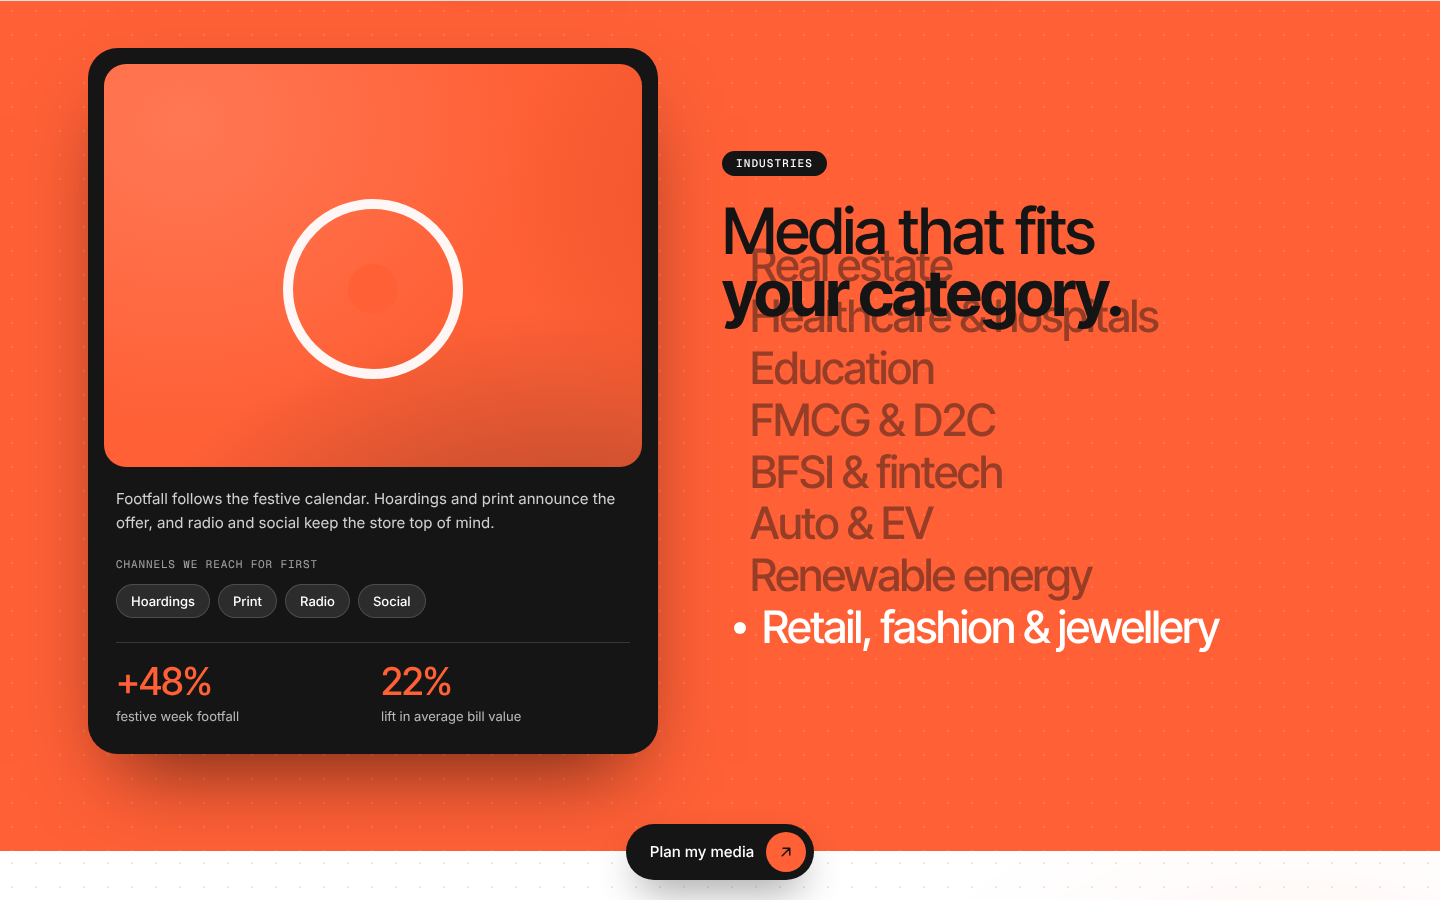 Footfall follows the festive calendar. Hoardings and print announce the
offer, and radio and social keep the store top of mind.
CHANNELS WE REACH FOR FIRST
Hoardings
Print
Radio
Social
+48%
festive week footfall
22%
lift in average bill value
INDUSTRIES
Media that fits
your category.
Real estate
Healthcare & hospitals
Education
FMCG & D2C
BFSI & fintech
Auto & EV
Renewable energy
• Retail, fashion & jewellery
Plan my media